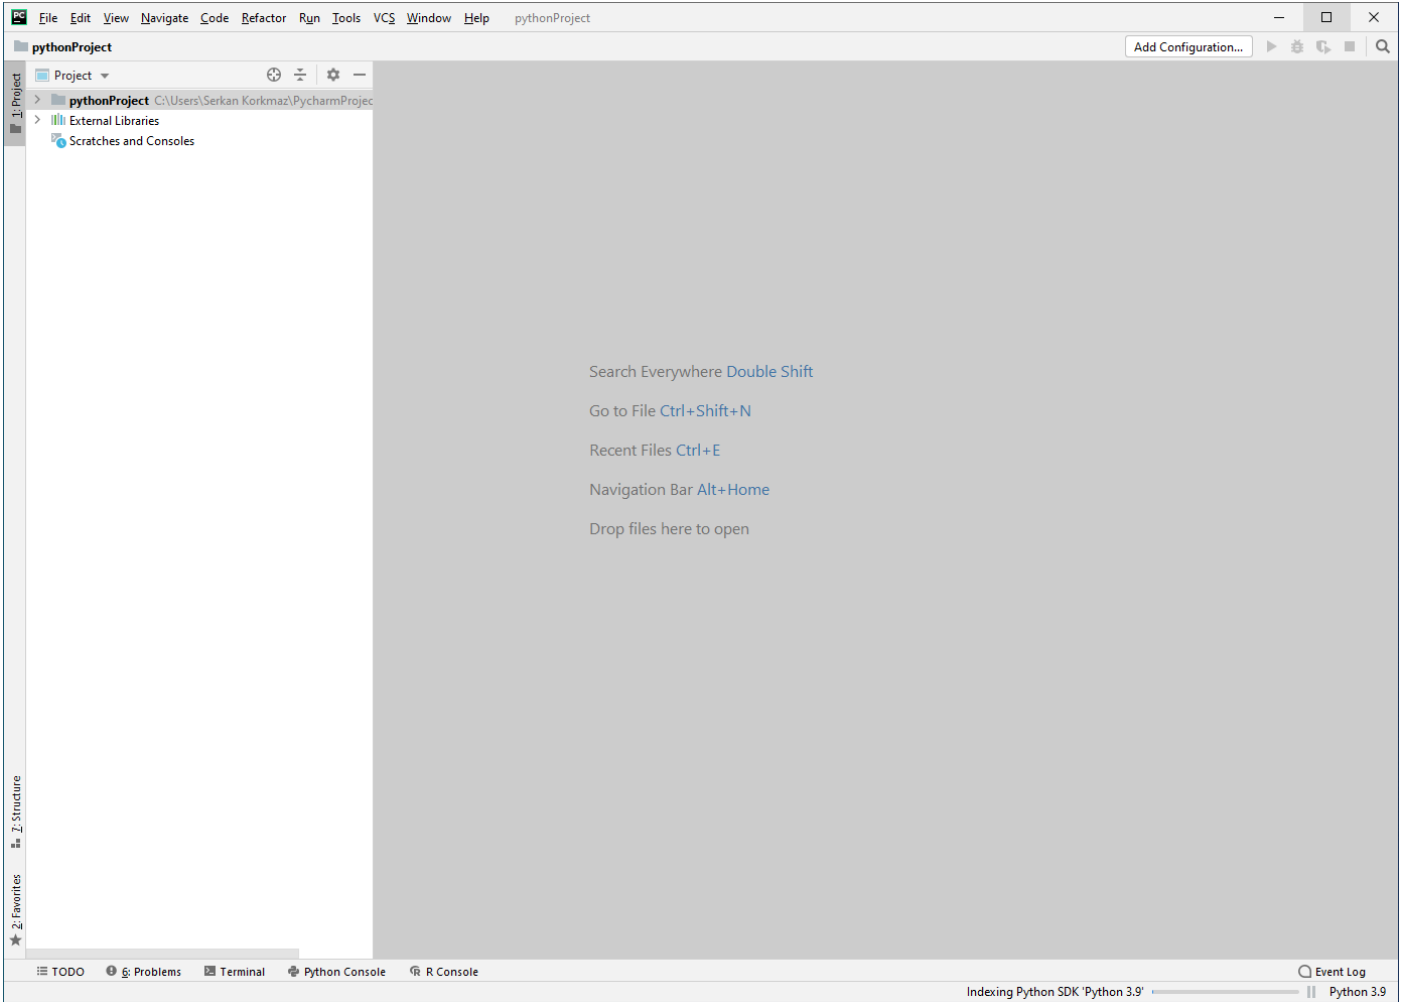 PC File Edit View Navigate Code Refactor Run Tools VCS Window Help pythonProject
pythonProject
Add Configuration...
1: Project
Project
pythonProject C:\Users\Serkan Korkmaz\PycharmProjec
External Libraries
Scratches and Consoles
Search Everywhere Double Shift
Go to File Ctrl+Shift+N
Recent Files Ctrl+E
Navigation Bar Alt+Home
Drop files here to open
7: Structure
2: Favorites
TODO 6: Problems Terminal Python Console R Console Event Log
Indexing Python SDK 'Python 3.9' Python 3.9